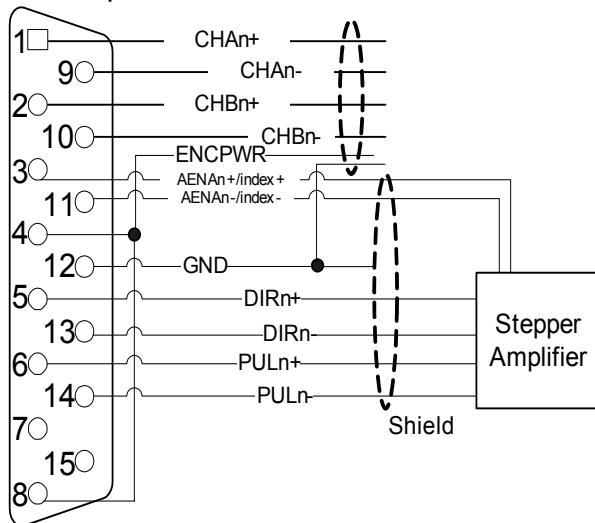 1 CHAn+
9 CHAn-
2 CHBn+
10 CHBn-
ENCPWR
3 AENAn+/index+
11 AENAn-/index-
4
12 GND
5 DIRn+
13 DIRn-
6 PULn+
14 PULn-
7
15
8
Stepper
Amplifier
Shield